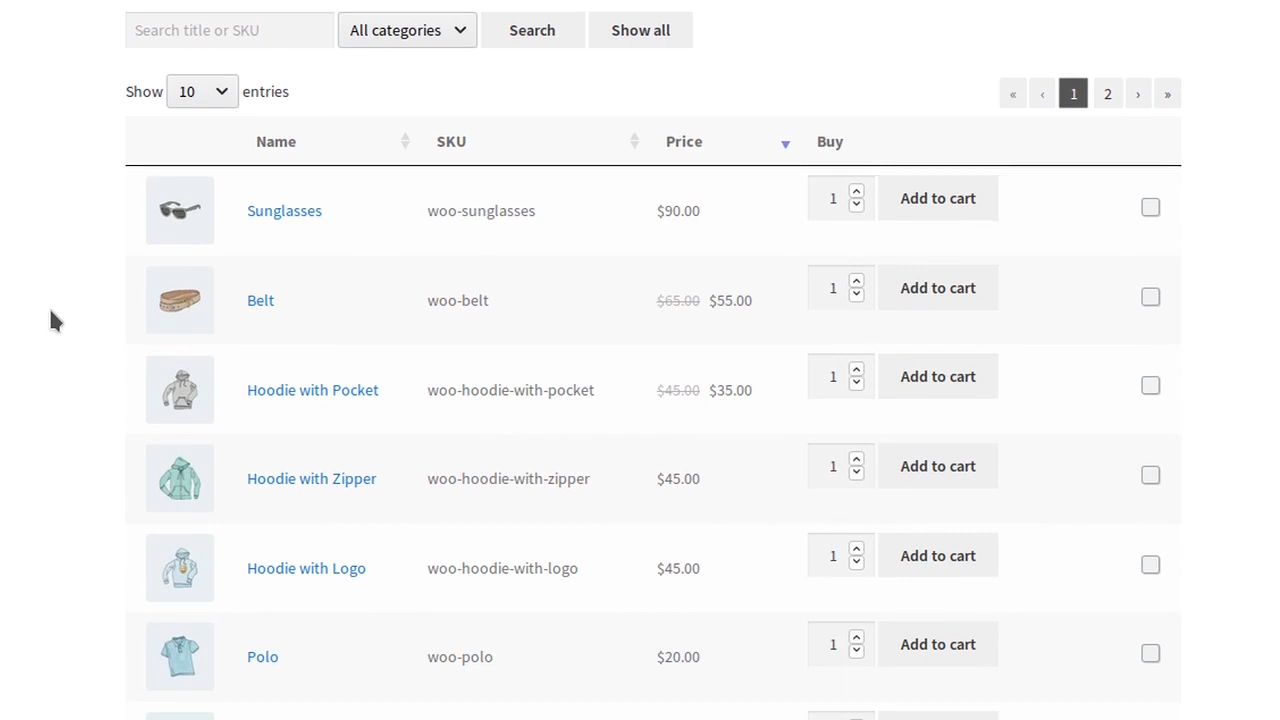 Search title or SKU All categories Search Show all
Show 10 entries « ‹ 1 2 › »
Name SKU Price Buy
Sunglasses woo-sunglasses $90.00 1 Add to cart
Belt woo-belt $65.00 $55.00 1 Add to cart
Hoodie with Pocket woo-hoodie-with-pocket $45.00 $35.00 1 Add to cart
Hoodie with Zipper woo-hoodie-with-zipper $45.00 1 Add to cart
Hoodie with Logo woo-hoodie-with-logo $45.00 1 Add to cart
Polo woo-polo $20.00 1 Add to cart